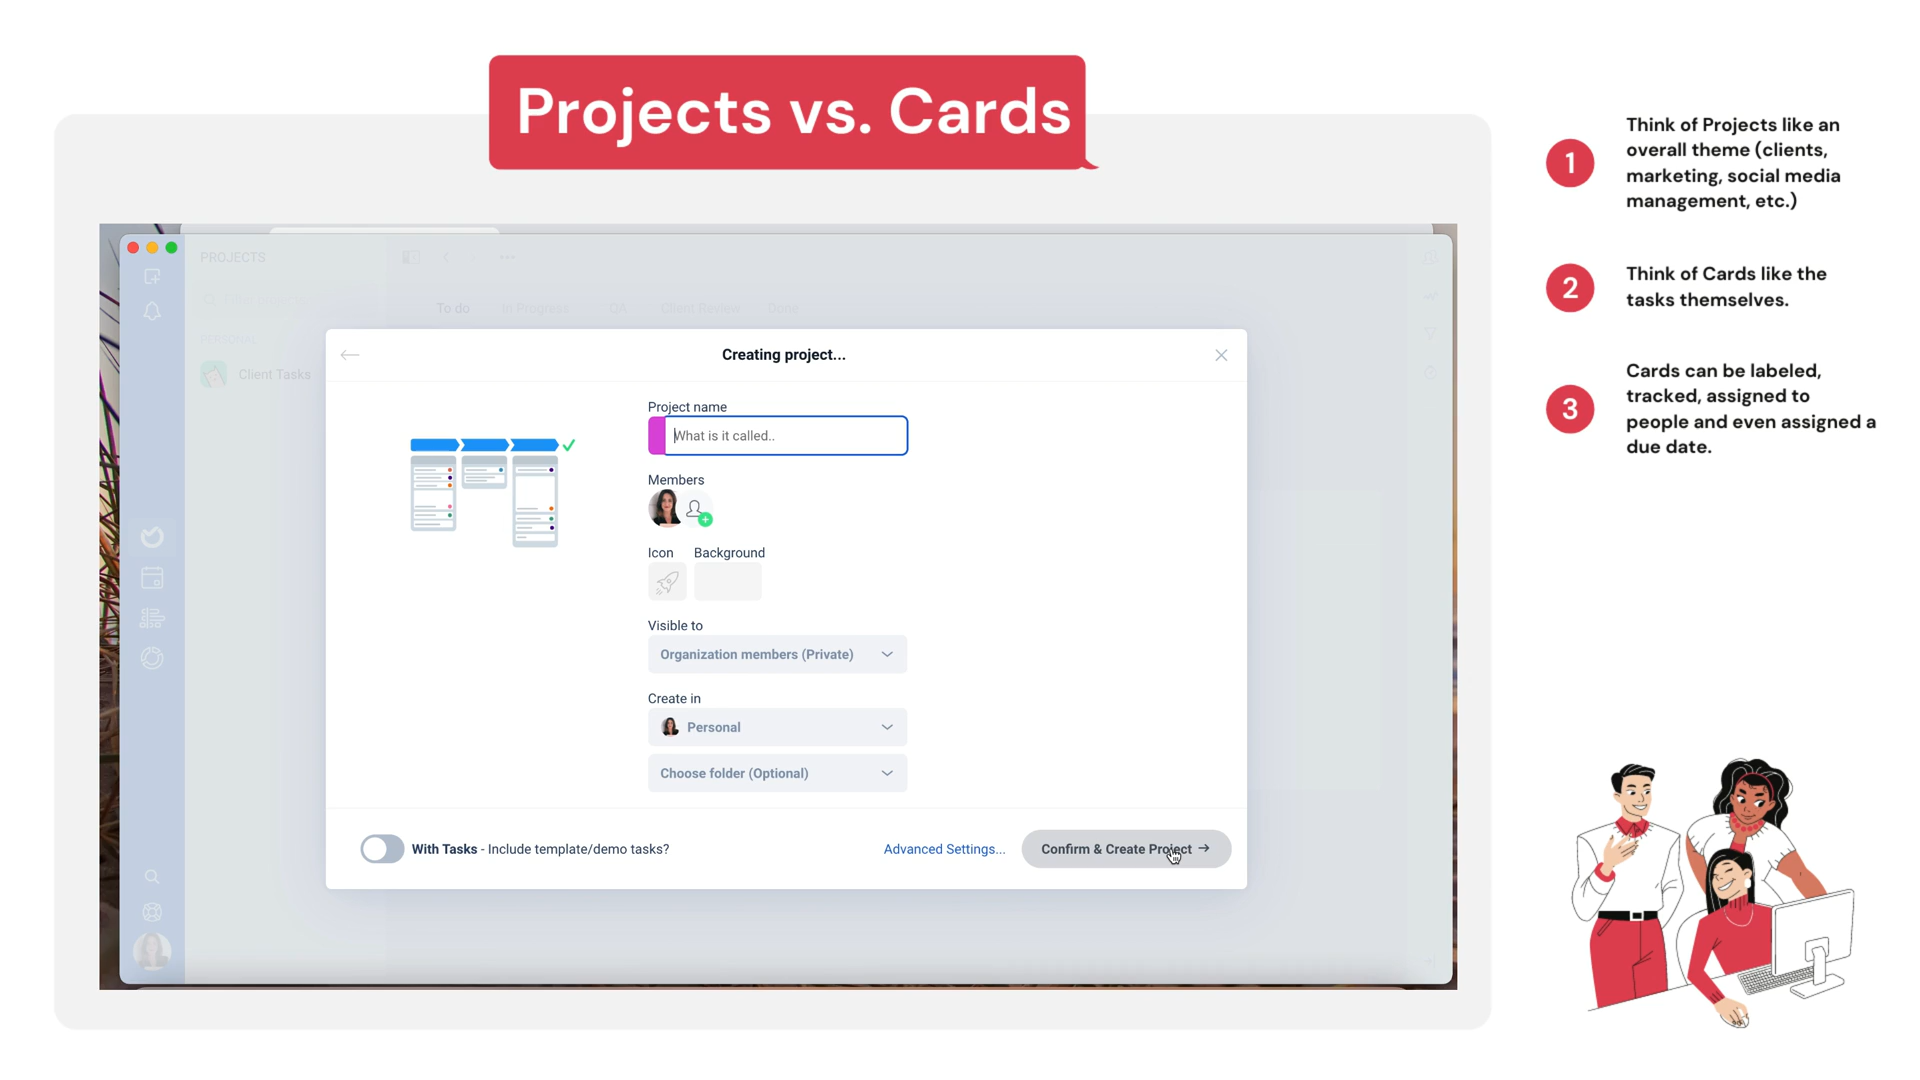 Projects vs. Cards
1
Think of Projects like an
overall theme (clients,
marketing, social media
management, etc.)
2
Think of Cards like the
tasks themselves.
3
Cards can be labeled,
tracked, assigned to
people and even assigned a
due date.
PROJECTS
To do
In Progress
QA
Client Review
Done
PERSONAL
Client Tasks
Creating project...
Project name
What is it called..
Members
Icon
Background
Visible to
Organization members (Private)
Create in
Personal
Choose folder (Optional)
With Tasks - Include template/demo tasks?
Advanced Settings...
Confirm & Create Project